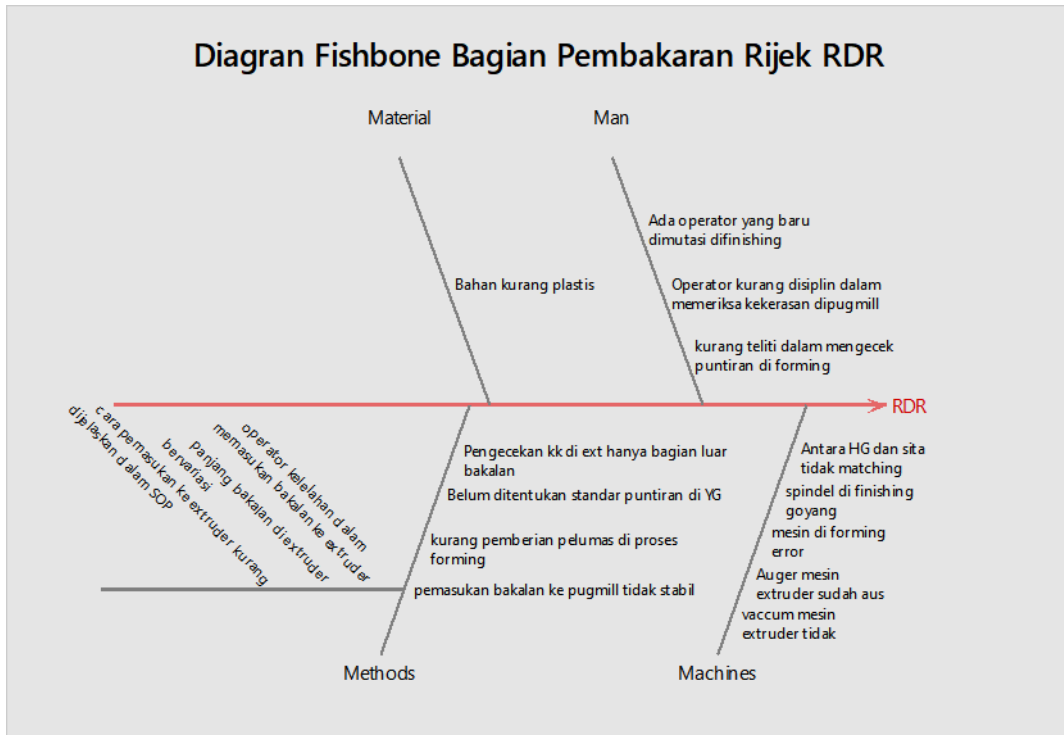 Diagran Fishbone Bagian Pembakaran Rijek RDR
Material
Man
Ada operator yang baru
dimutasi difinishing
Bahan kurang plastis
Operator kurang disiplin dalam
memeriksa kekerasan dipugmill
kurang teliti dalam mengecek
puntiran di forming
RDR
cara pemasukan ke extruder kurang
dijelaskan dalam SOP
panjang bakalan di extruder
bervariasi
operator kelelahan dalam
memasukan bakalan ke extruder
Pengecekan kk di ext hanya bagian luar
bakalan
Belum ditentukan standar puntiran di YG
kurang pemberian pelumas di proses
forming
pemasukan bakalan ke pugmill tidak stabil
Antara HG dan sita
tidak matching
spindel di finishing
goyang
mesin di forming
error
Auger mesin
extruder sudah aus
vaccum mesin
extruder tidak
Methods
Machines